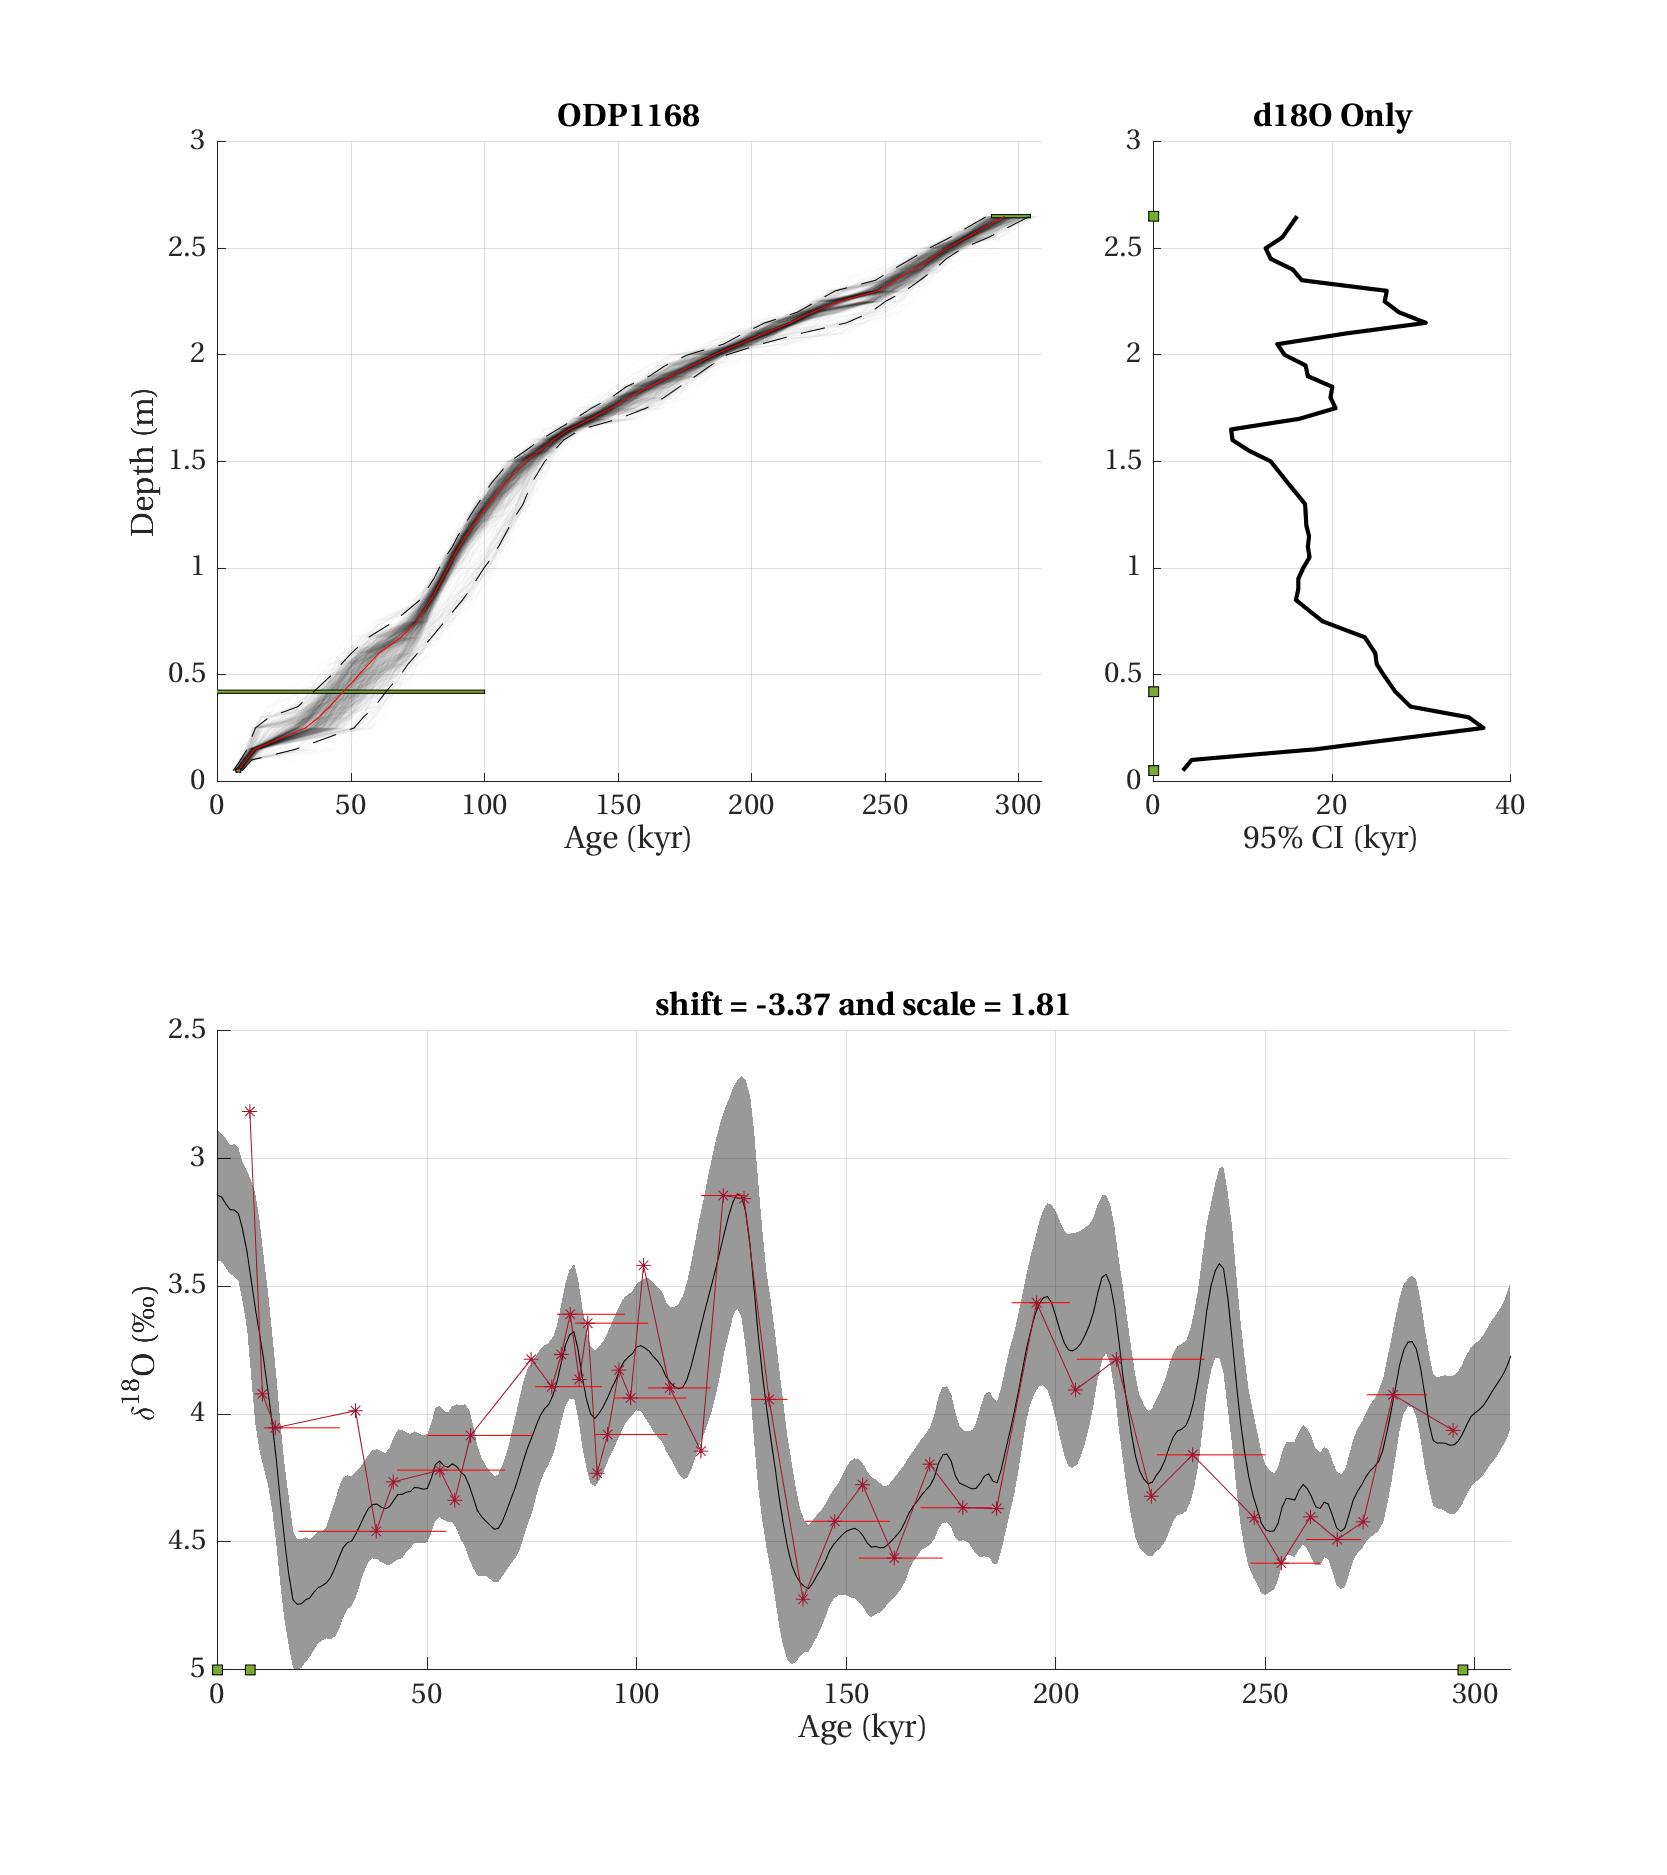 ODP1168
3
2.5
2
1.5
1
0.5
0
Depth (m)
0 50 100 150 200 250 300
Age (kyr)
d18O Only
3
2.5
2
1.5
1
0.5
0
0 20 40
95% CI (kyr)
shift = -3.37 and scale = 1.81
2.5
3
3.5
4
4.5
5
δ¹⁸O (‰)
0 50 100 150 200 250 300
Age (kyr)